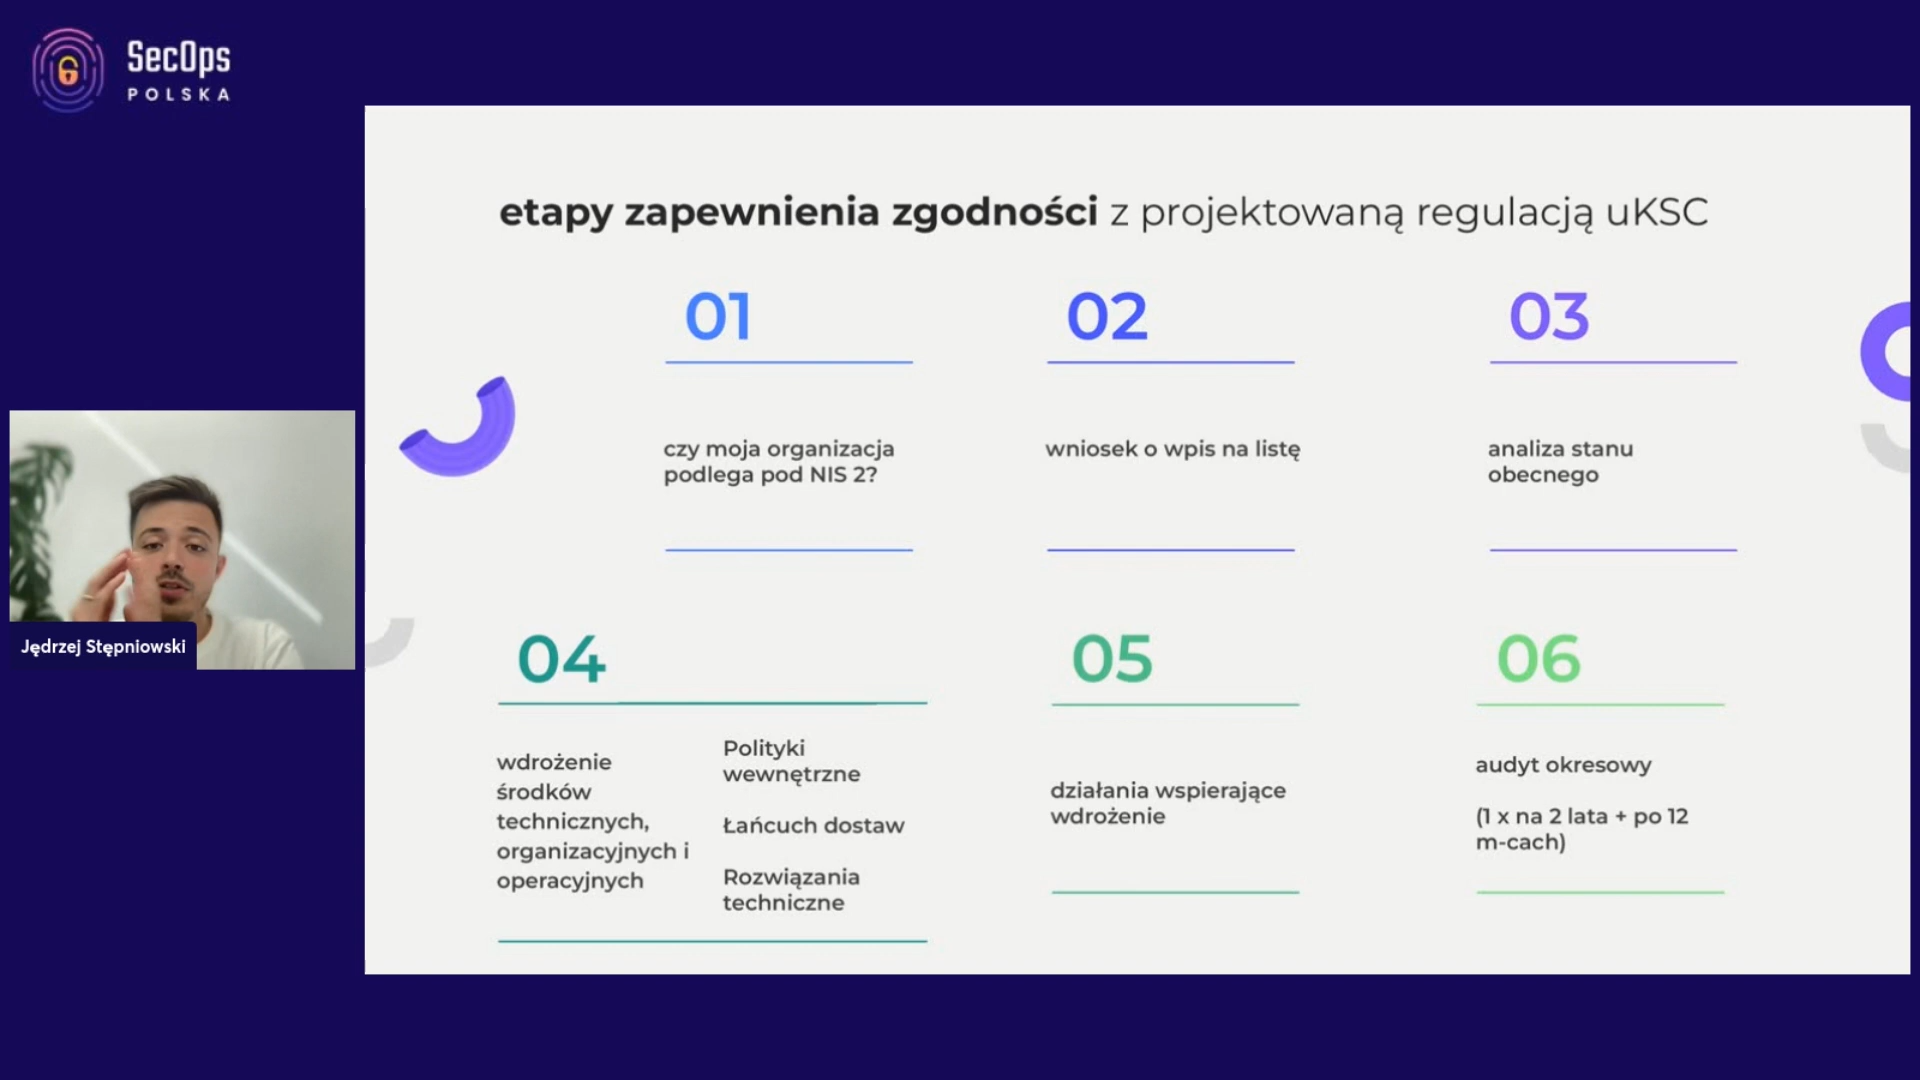 SecOps
POLSKA
etapy zapewnienia zgodności z projektowaną regulacją uKSC
01
czy moja organizacja
podlega pod NIS 2?
02
wniosek o wpis na listę
03
analiza stanu
obecnego
04
wdrożenie
środków
technicznych,
organizacyjnych i
operacyjnych
Polityki
wewnętrzne
Łańcuch dostaw
Rozwiązania
techniczne
05
działania wspierające
wdrożenie
06
audyt okresowy
(1 x na 2 lata + po 12
m-cach)
Jędrzej Stępniowski